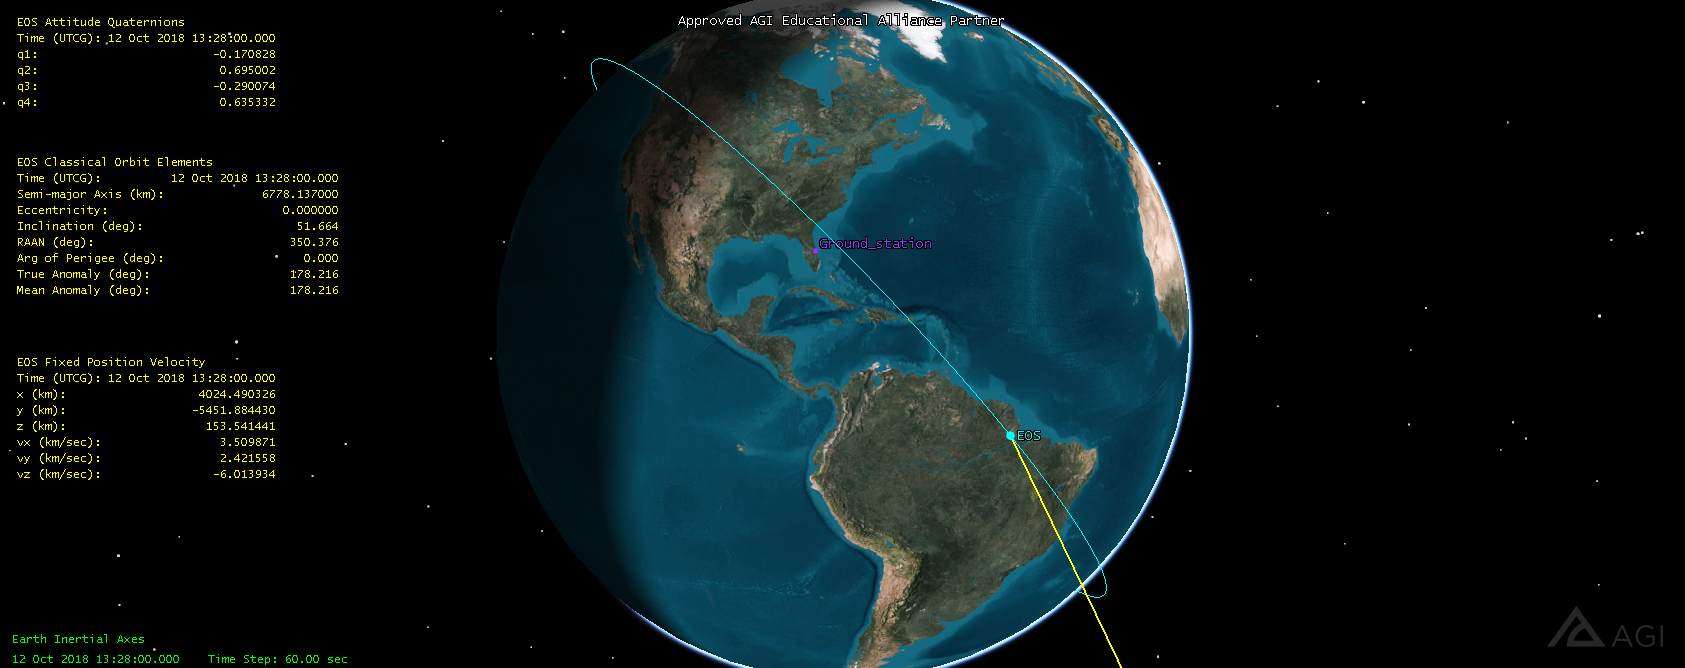 Approved AGI Educational Alliance Partner
EOS Attitude Quaternions
Time (UTCG): 12 Oct 2018 13:28:00.000
q1: -0.170828
q2: 0.695002
q3: -0.290074
q4: 0.635332
EOS Classical Orbit Elements
Time (UTCG): 12 Oct 2018 13:28:00.000
Semi-major Axis (km): 6778.137000
Eccentricity: 0.000000
Inclination (deg): 51.664
RAAN (deg): 350.376
Arg of Perigee (deg): 0.000
True Anomaly (deg): 178.216
Mean Anomaly (deg): 178.216
EOS Fixed Position Velocity
Time (UTCG): 12 Oct 2018 13:28:00.000
x (km): 4024.490326
y (km): -5451.884430
z (km): 153.541441
vx (km/sec): 3.509871
vy (km/sec): 2.421558
vz (km/sec): -6.013934
Ground_station
EOS
Earth Inertial Axes
12 Oct 2018 13:28:00.000 Time Step: 60.00 sec
AGI